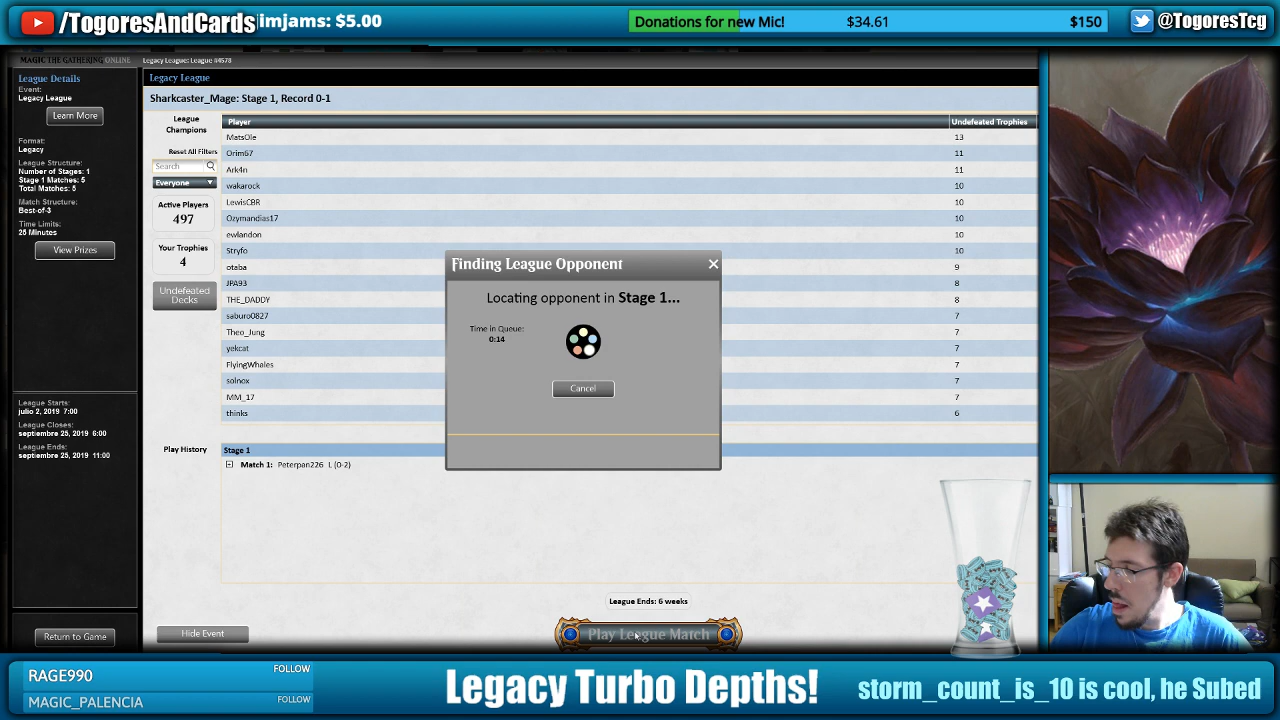 /TogoresAndCards
imjams: $5.00
Donations for new Mic!
$34.61
$150
@TogoresTcg
MAGIC THE GATHERING ONLINE
Legacy League: League #4578
League Details
Event:
Legacy League
Learn More
Format:
Legacy
League Structure:
Number of Stages: 1
Stage 1 Matches: 5
Total Matches: 5
Match Structure:
Best-of-3
Time Limits:
25 Minutes
View Prizes
League Starts:
julio 2, 2019 7:00
League Closes:
septiembre 25, 2019 6:00
League Ends:
septiembre 25, 2019 11:00
Return to Game
Legacy League
Sharkcaster_Mage: Stage 1, Record 0-1
League
Champions
Reset All Filters
Search
Everyone
Active Players
497
Your Trophies
4
Undefeated
Decks
Player Undefeated Trophies
MatsOle 13
Orim67 11
Ark4n 11
wakarock 10
LewisCBR 10
Ozymandias17 10
ewlandon 10
Stryfo 10
otaba 9
JPA93 8
THE_DADDY 8
saburo0827 7
Theo_Jung 7
yekcat 7
FlyingWhales 7
solnox 7
MM_17 7
thinks 6
Finding League Opponent
Locating opponent in Stage 1...
Time in Queue:
0:14
Cancel
Play History
Stage 1
Match 1: Peterpan226 L (0-2)
League Ends: 6 weeks
Hide Event
Play League Match
RAGE990 FOLLOW
MAGIC_PALENCIA FOLLOW
Legacy Turbo Depths!
storm_count_is_10 is cool, he Subed